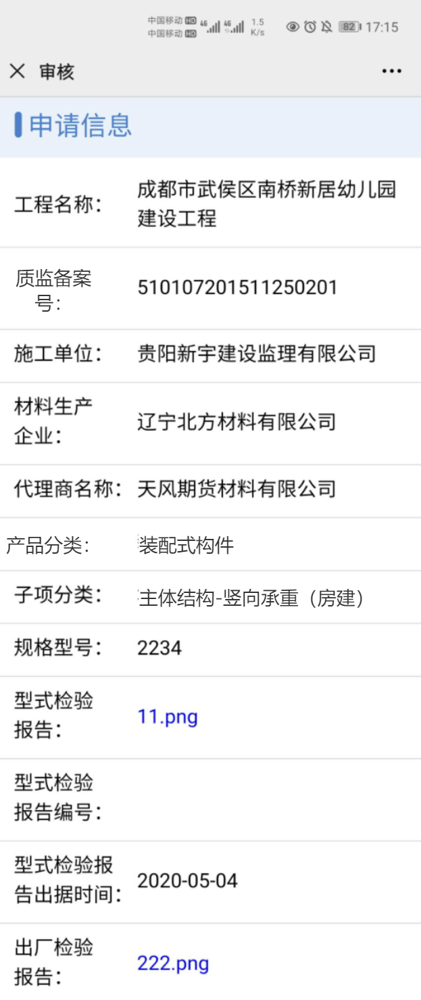 中国移动 HD 4G 4G 1.5 82 17:15
中国移动 HD K/s
审核
申请信息
工程名称：
成都市武侯区南桥新居幼儿园
建设工程
质监备案
号：
510107201511250201
施工单位：
贵阳新宇建设监理有限公司
材料生产
企业：
辽宁北方材料有限公司
代理商名称：
天风期货材料有限公司
产品分类：
装配式构件
子项分类：
主体结构-竖向承重（房建）
规格型号：
2234
型式检验
报告：
11.png
型式检验
报告编号：
型式检验报
告出据时间：
2020-05-04
出厂检验
报告：
222.png